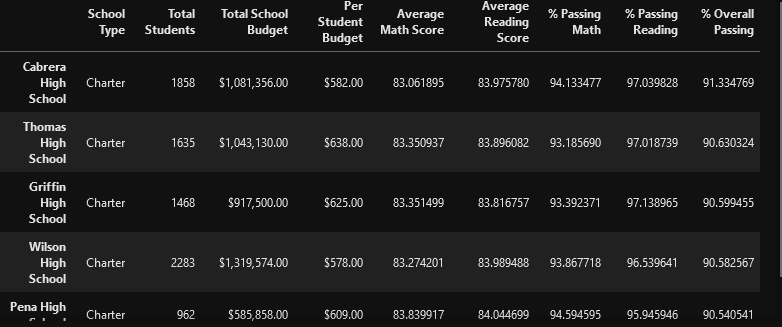 School Type Total Students Total School Budget Per Student Budget Average Math Score Average Reading Score % Passing Math % Passing Reading % Overall Passing
Cabrera High School Charter 1858 $1,081,356.00 $582.00 83.061895 83.975780 94.133477 97.039828 91.334769
Thomas High School Charter 1635 $1,043,130.00 $638.00 83.350937 83.896082 93.185690 97.018739 90.630324
Griffin High School Charter 1468 $917,500.00 $625.00 83.351499 83.816757 93.392371 97.138965 90.599455
Wilson High School Charter 2283 $1,319,574.00 $578.00 83.274201 83.989488 93.867718 96.539641 90.582567
Pena High School Charter 962 $585,858.00 $609.00 83.839917 84.044699 94.594595 95.945946 90.540541